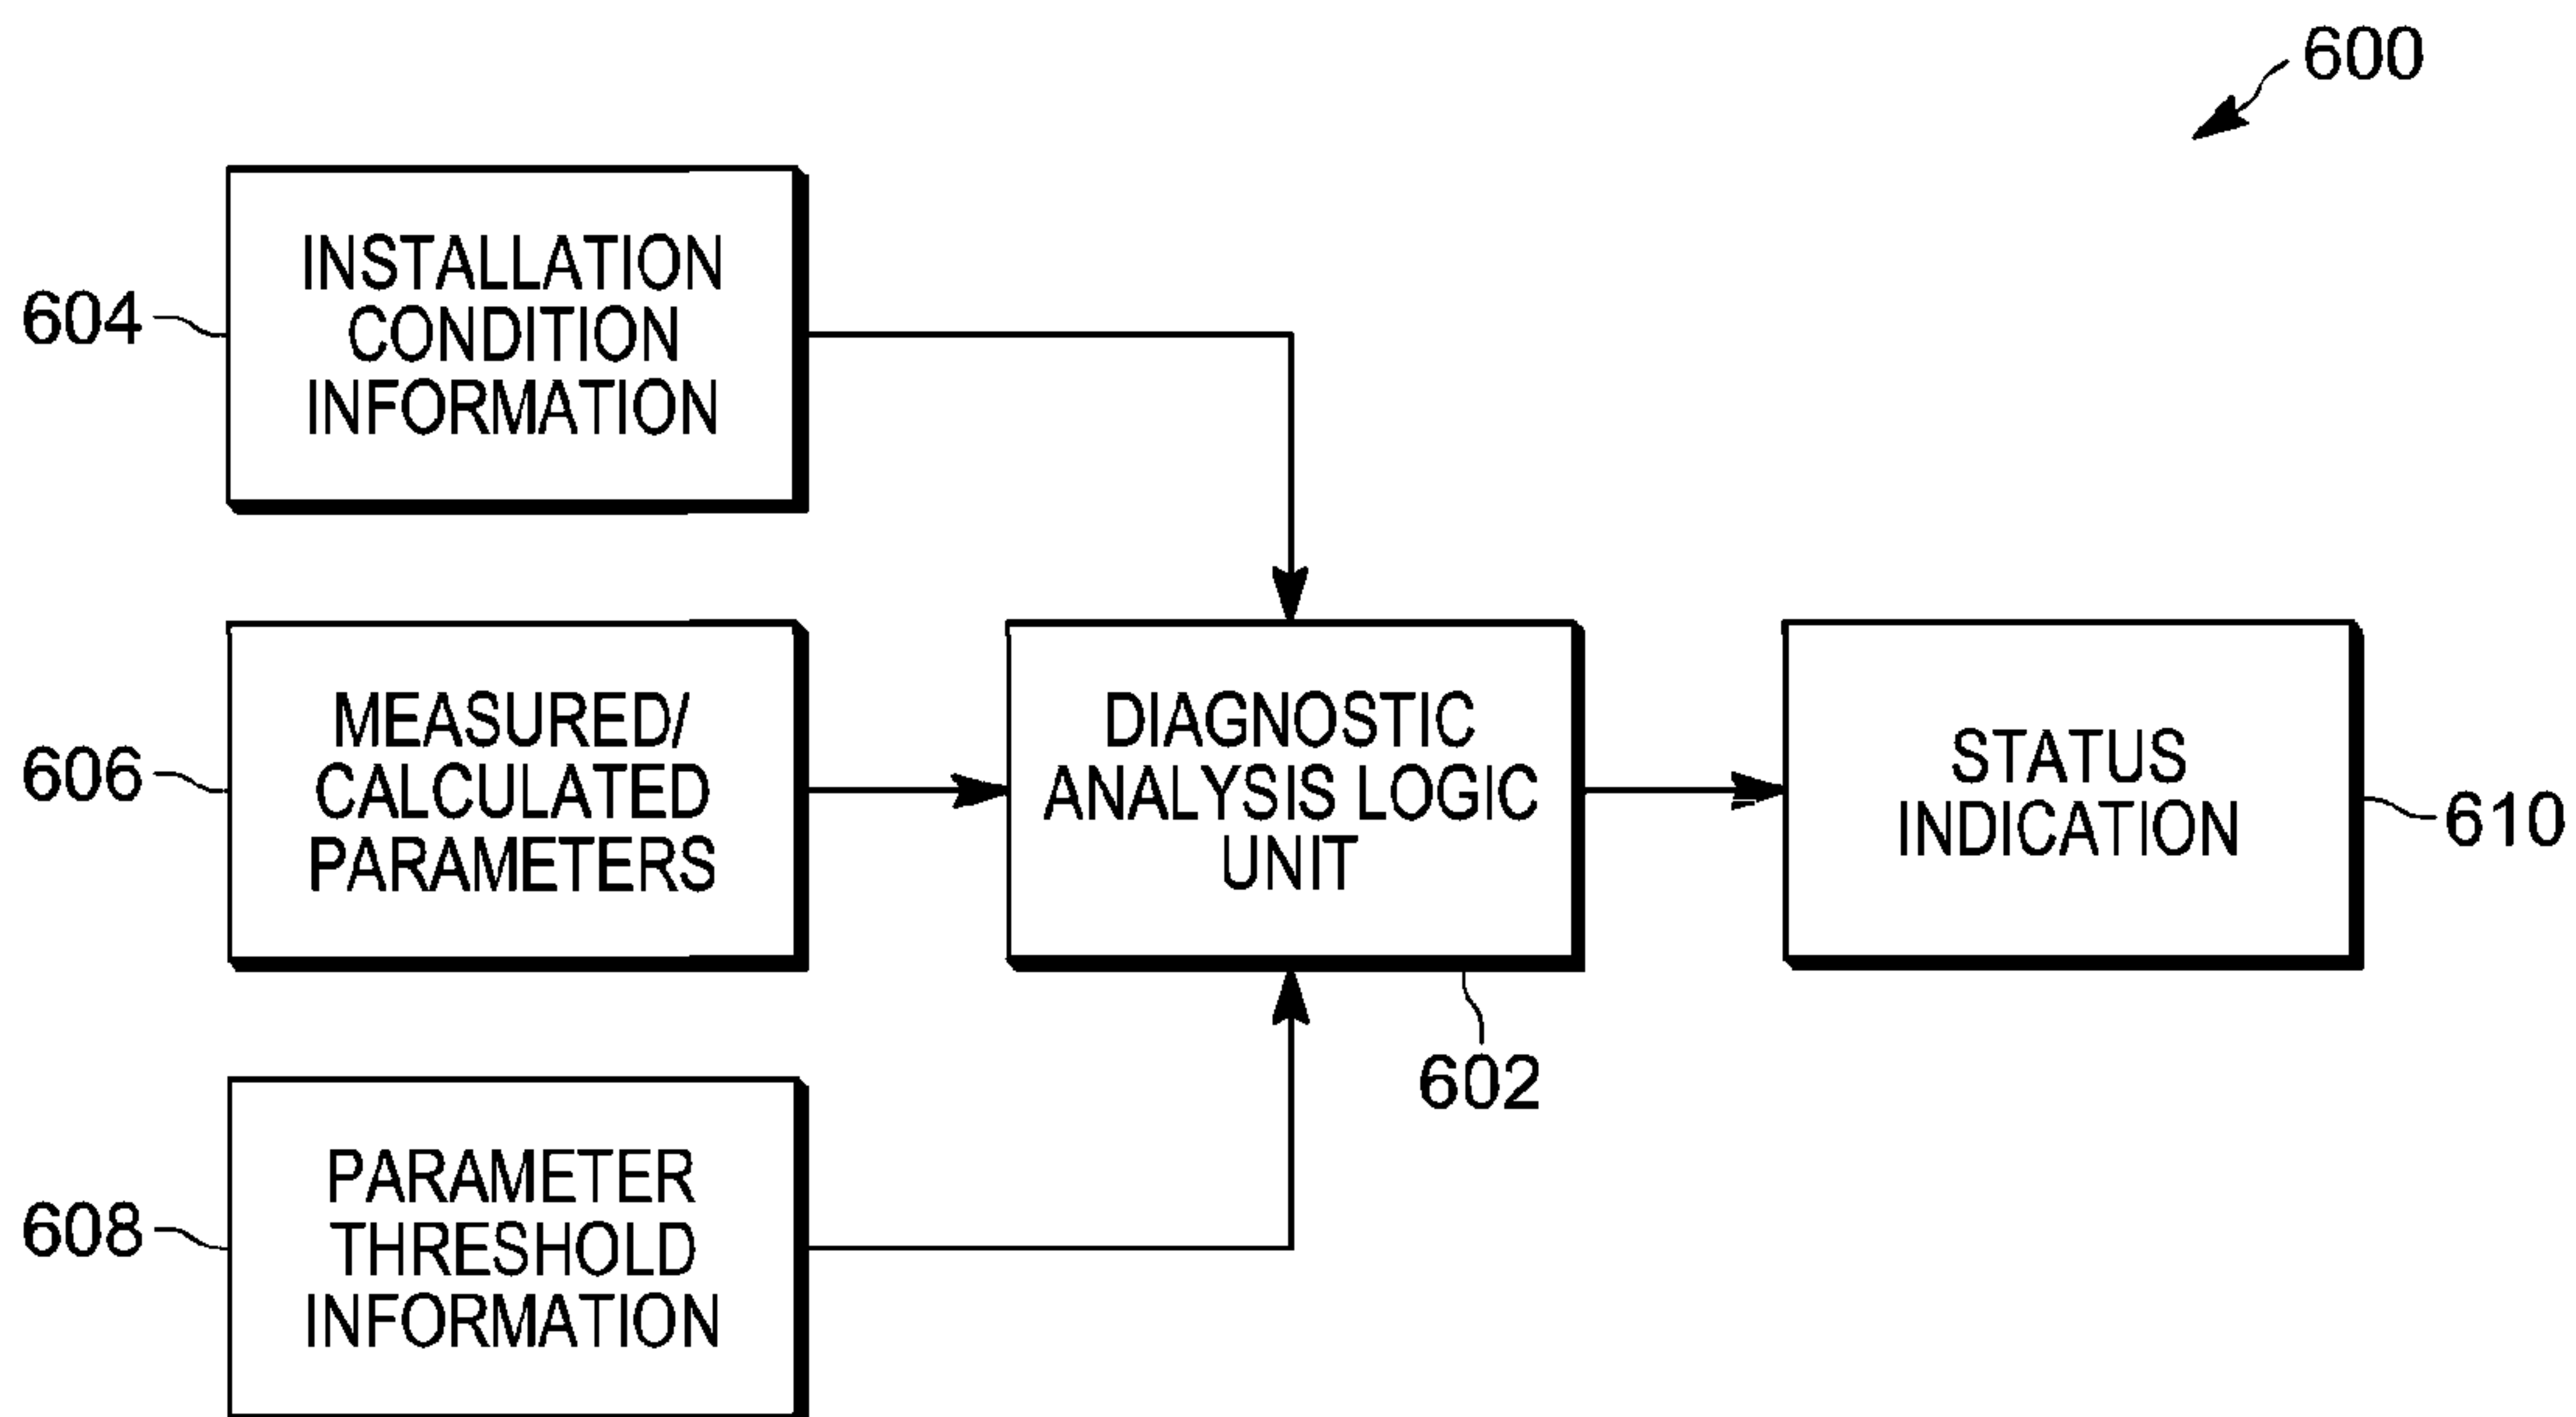 600
604
INSTALLATION
CONDITION
INFORMATION
606
MEASURED/
CALCULATED
PARAMETERS
DIAGNOSTIC
ANALYSIS LOGIC
UNIT
602
STATUS
INDICATION
610
608
PARAMETER
THRESHOLD
INFORMATION